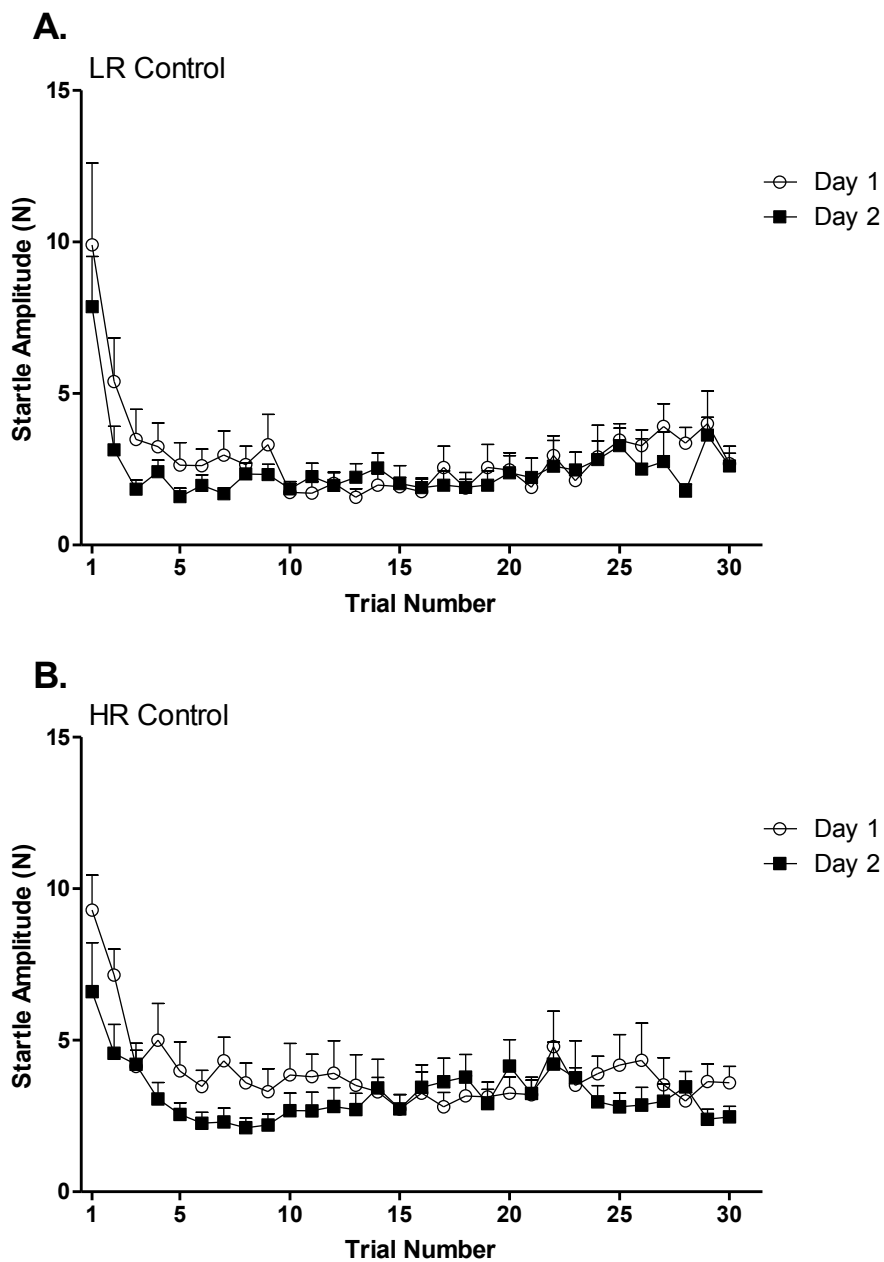 A.
LR Control
15
10
5
0
Startle Amplitude (N)
1 5 10 15 20 25 30
Trial Number
Day 1
Day 2
B.
HR Control
15
10
5
0
Startle Amplitude (N)
1 5 10 15 20 25 30
Trial Number
Day 1
Day 2